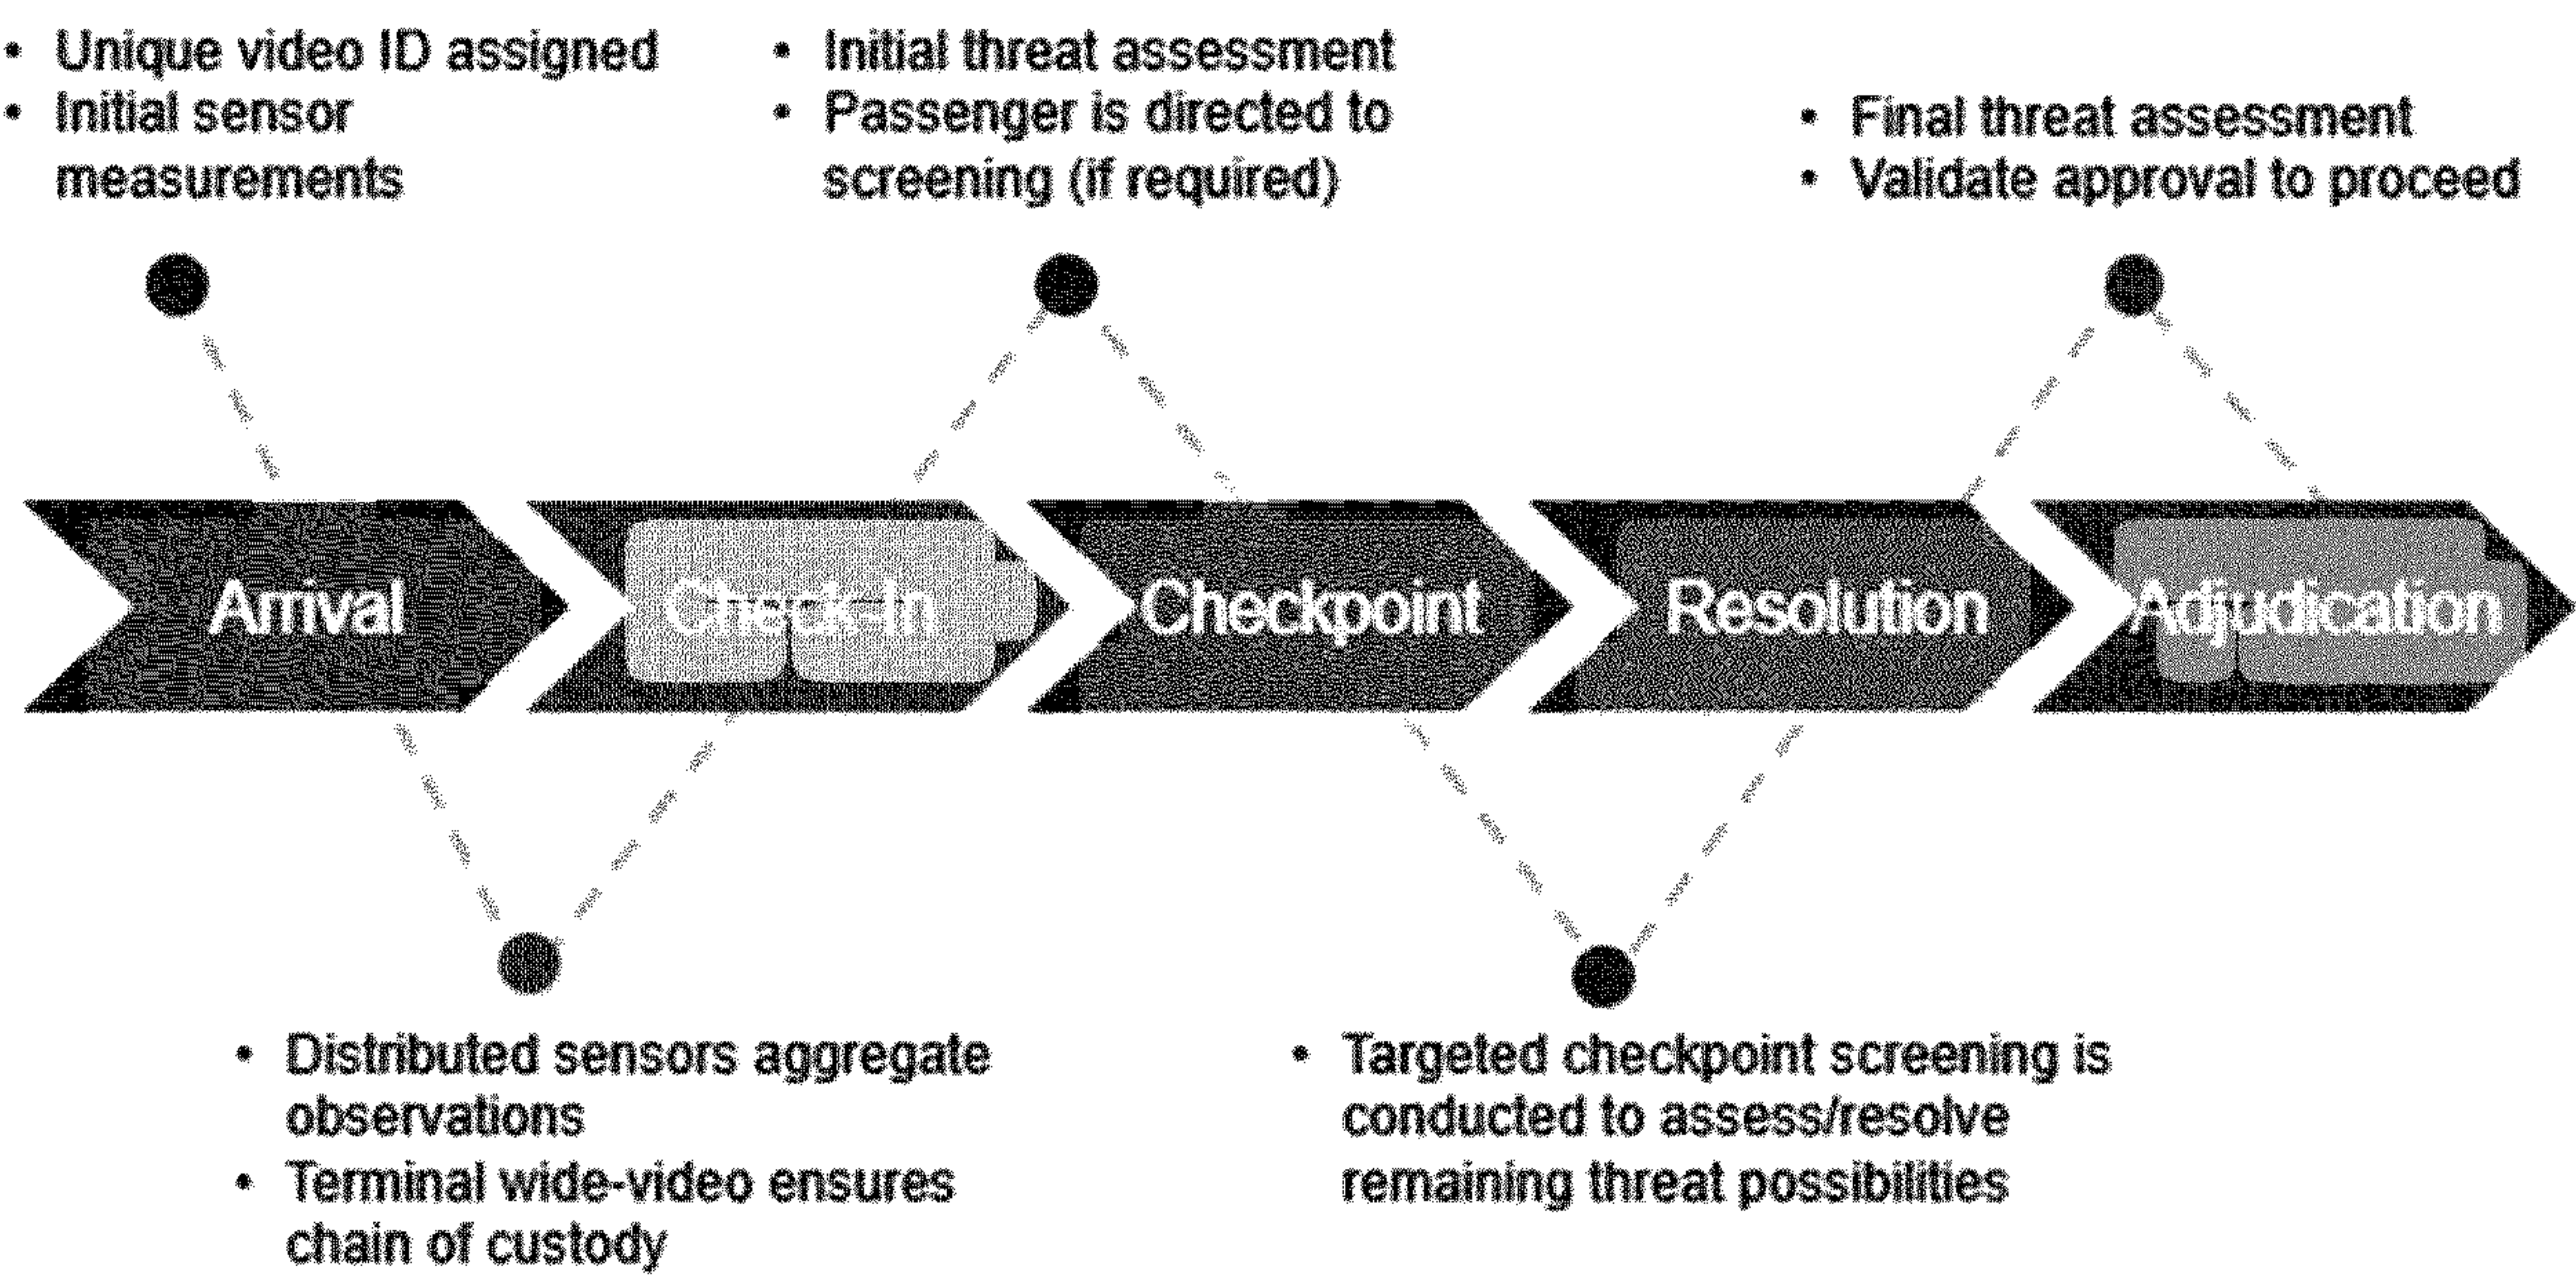 • Unique video ID assigned
• Initial sensor
measurements
• Initial threat assessment
• Passenger is directed to
screening (if required)
• Final threat assessment
• Validate approval to proceed
Arrival
Check-In
Checkpoint
Resolution
Adjudication
• Distributed sensors aggregate
observations
• Terminal wide-video ensures
chain of custody
• Targeted checkpoint screening is
conducted to assess/resolve
remaining threat possibilities